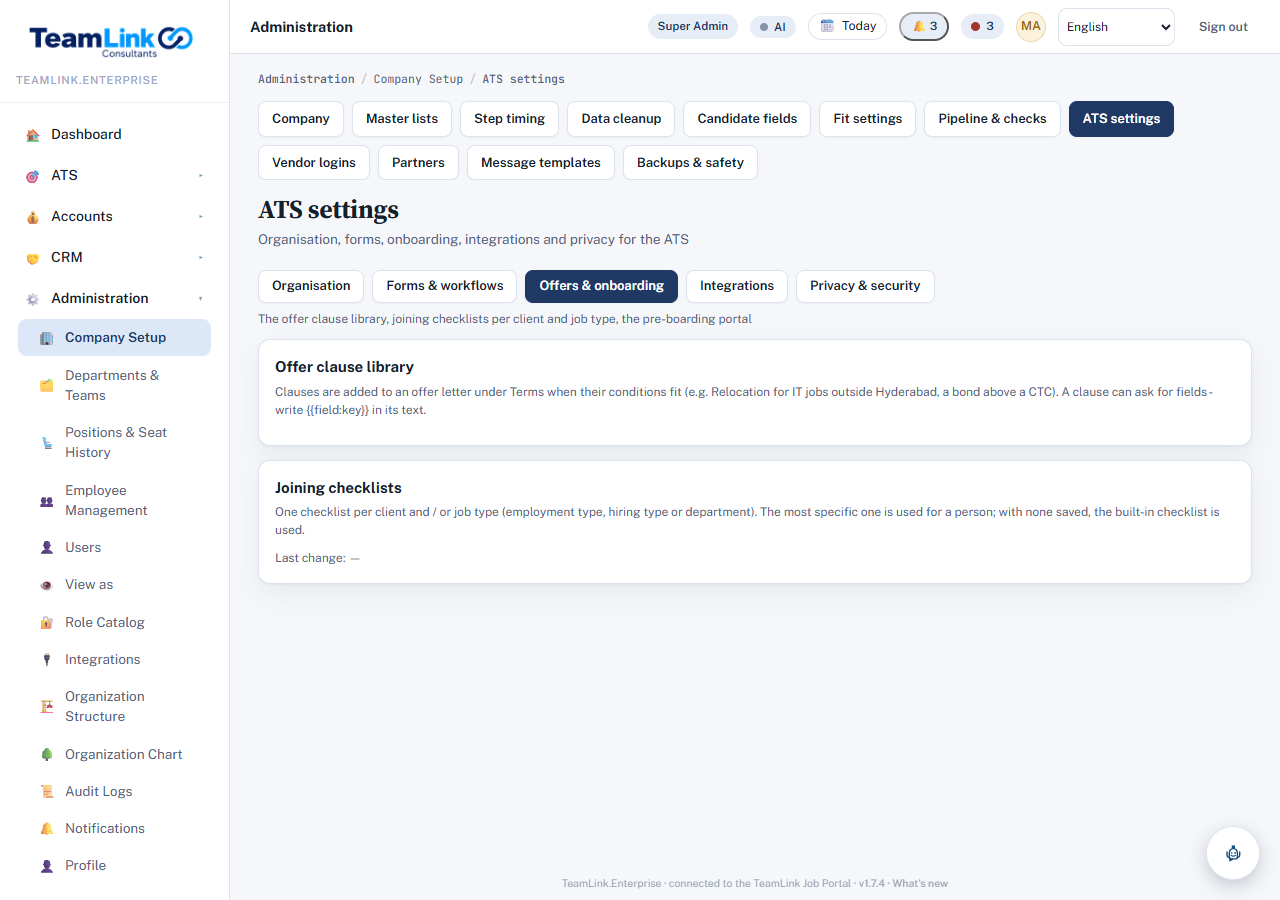 TeamLink
Consultants
TEAMLINK.ENTERPRISE
Dashboard
ATS
Accounts
CRM
Administration
Company Setup
Departments &
Teams
Positions & Seat
History
Employee
Management
Users
View as
Role Catalog
Integrations
Organization
Structure
Organization Chart
Audit Logs
Notifications
Profile
Administration
Super Admin
AI
Today
3
3
MA
English
Sign out
Administration / Company Setup / ATS settings
Company Master lists Step timing Data cleanup Candidate fields Fit settings Pipeline & checks ATS settings
Vendor logins Partners Message templates Backups & safety
ATS settings
Organisation, forms, onboarding, integrations and privacy for the ATS
Organisation Forms & workflows Offers & onboarding Integrations Privacy & security
The offer clause library, joining checklists per client and job type, the pre-boarding portal
Offer clause library
Clauses are added to an offer letter under Terms when their conditions fit (e.g. Relocation for IT jobs outside Hyderabad, a bond above a CTC). A clause can ask for fields -
write {{field:key}} in its text.
Joining checklists
One checklist per client and / or job type (employment type, hiring type or department). The most specific one is used for a person; with none saved, the built-in checklist is
used.
Last change: —
TeamLink.Enterprise · connected to the TeamLink Job Portal · v1.7.4 · What's new